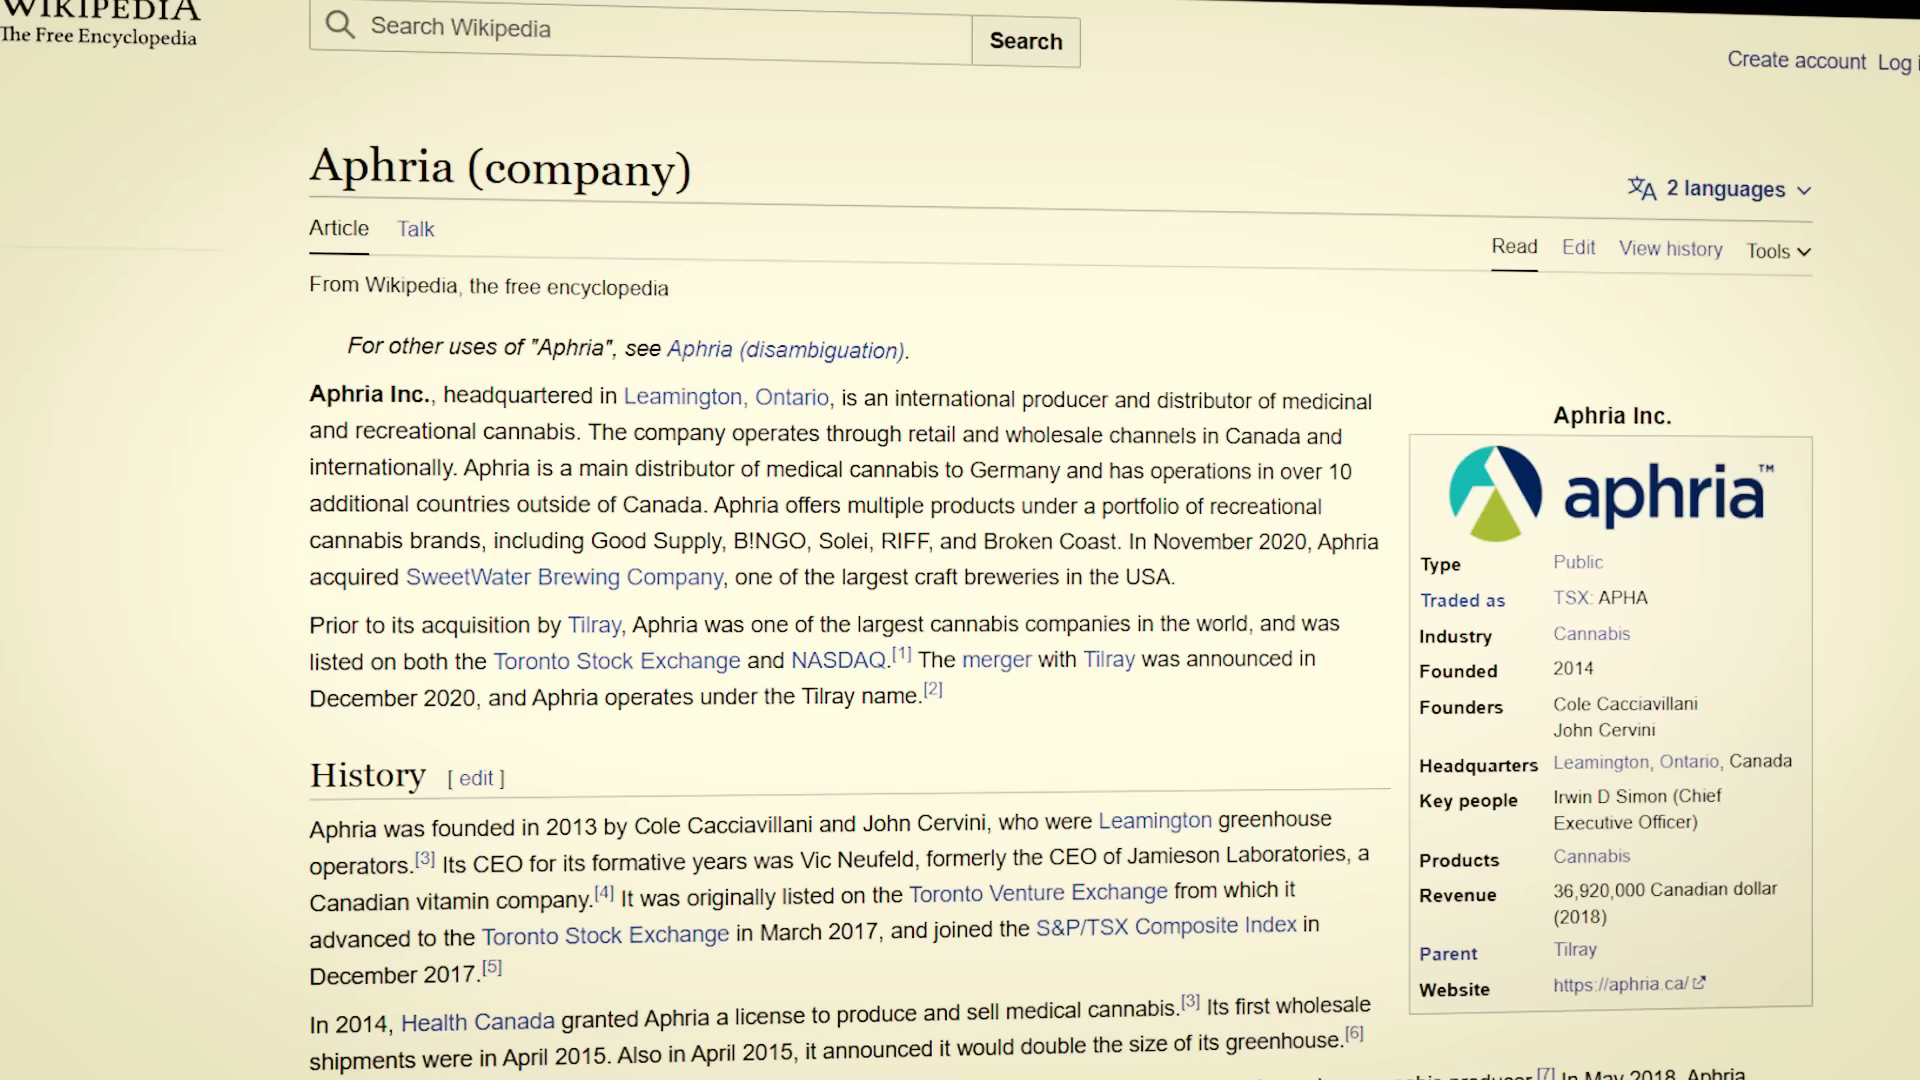 WIKIPEDIA
The Free Encyclopedia
Search Wikipedia
Search
Create account Log
Aphria (company)
2 languages
Article Talk
Read Edit View history Tools
From Wikipedia, the free encyclopedia
For other uses of "Aphria", see Aphria (disambiguation).
Aphria Inc., headquartered in Leamington, Ontario, is an international producer and distributor of medicinal
and recreational cannabis. The company operates through retail and wholesale channels in Canada and
internationally. Aphria is a main distributor of medical cannabis to Germany and has operations in over 10
additional countries outside of Canada. Aphria offers multiple products under a portfolio of recreational
cannabis brands, including Good Supply, B!NGO, Solei, RIFF, and Broken Coast. In November 2020, Aphria
acquired SweetWater Brewing Company, one of the largest craft breweries in the USA.
Prior to its acquisition by Tilray, Aphria was one of the largest cannabis companies in the world, and was
listed on both the Toronto Stock Exchange and NASDAQ.[1] The merger with Tilray was announced in
December 2020, and Aphria operates under the Tilray name.[2]
History [ edit ]
Aphria was founded in 2013 by Cole Cacciavillani and John Cervini, who were Leamington greenhouse
operators.[3] Its CEO for its formative years was Vic Neufeld, formerly the CEO of Jamieson Laboratories, a
Canadian vitamin company.[4] It was originally listed on the Toronto Venture Exchange from which it
advanced to the Toronto Stock Exchange in March 2017, and joined the S&P/TSX Composite Index in
December 2017.[5]
In 2014, Health Canada granted Aphria a license to produce and sell medical cannabis.[3] Its first wholesale
shipments were in April 2015. Also in April 2015, it announced it would double the size of its greenhouse.[6]
producer.[7] In May 2018, Aphria
Aphria Inc.
aphria™
Type Public
Traded as TSX: APHA
Industry Cannabis
Founded 2014
Founders Cole Cacciavillani
John Cervini
Headquarters Leamington, Ontario, Canada
Key people Irwin D Simon (Chief
Executive Officer)
Products Cannabis
Revenue 36,920,000 Canadian dollar
(2018)
Parent Tilray
Website https://aphria.ca/